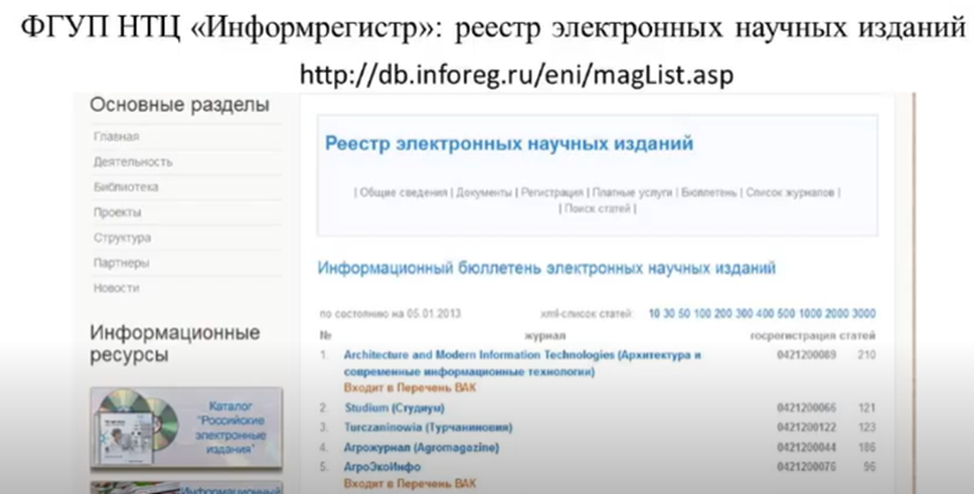 ФГУП НТЦ «Информрегистр»: реестр электронных научных изданий
http://db.inforeg.ru/eni/magList.asp
Основные разделы
Главная
Деятельность
Библиотека
Проекты
Структура
Партнеры
Новости
Информационные
ресурсы
Каталог
"Российские
электронные
издания"
Информационный
Реестр электронных научных изданий
| Общие сведения | Документы | Регистрация | Платные услуги | Бюллетень | Список журналов |
| Поиск статей |
Информационный бюллетень электронных научных изданий
по состоянию на 05.01.2013 xml-список статей: 10 30 50 100 200 300 400 500 1000 2000 3000
№ журнал госрегистрация статей
1. Architecture and Modern Information Technologies (Архитектура и 0421200089 210
современные информационные технологии)
Входит в Перечень ВАК
2. Studium (Студиум) 0421200066 121
3. Turczaninowia (Турчаниновия) 0421200122 123
4. Агрожурнал (Agromagazine) 0421200044 186
5. АгроЭкоИнфо 0421200076 96
Входит в Перечень ВАК